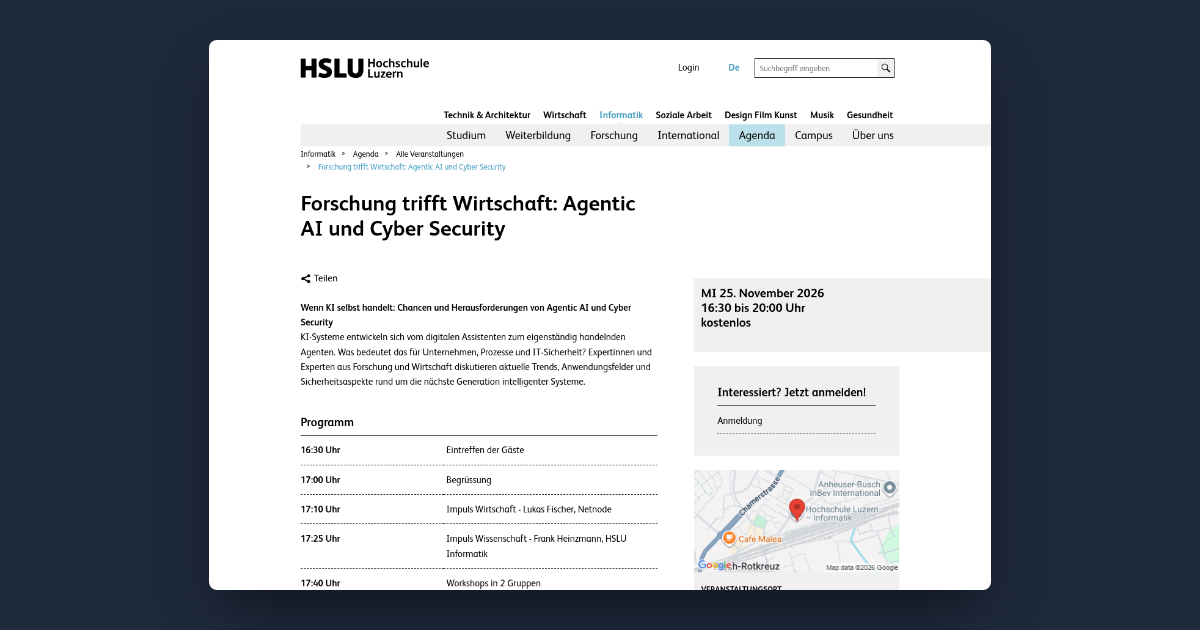 HSLU Hochschule
Luzern
Login
De
Suchbegriff eingeben
Technik & Architektur Wirtschaft Informatik Soziale Arbeit Design Film Kunst Musik Gesundheit
Studium Weiterbildung Forschung International Agenda Campus Über uns
Informatik > Agenda > Alle Veranstaltungen
> Forschung trifft Wirtschaft: Agentic AI und Cyber Security
Forschung trifft Wirtschaft: Agentic
AI und Cyber Security
Teilen
Wenn KI selbst handelt: Chancen und Herausforderungen von Agentic AI und Cyber
Security
KI-Systeme entwickeln sich vom digitalen Assistenten zum eigenständig handelnden
Agenten. Was bedeutet das für Unternehmen, Prozesse und IT-Sicherheit? Expertinnen und
Experten aus Forschung und Wirtschaft diskutieren aktuelle Trends, Anwendungsfelder und
Sicherheitsaspekte rund um die nächste Generation intelligenter Systeme.
Programm
16:30 Uhr Eintreffen der Gäste
17:00 Uhr Begrüssung
17:10 Uhr Impuls Wirtschaft - Lukas Fischer, Netnode
17:25 Uhr Impuls Wissenschaft - Frank Heinzmann, HSLU
Informatik
17:40 Uhr Workshops in 2 Gruppen
MI 25. November 2026
16:30 bis 20:00 Uhr
kostenlos
Interessiert? Jetzt anmelden!
Anmeldung
Chamerstrasse
Anheuser-Busch
InBev International
Hochschule Luzern
– Informatik
Café Malea
Google
ch-Rotkreuz
Map data ©2026 Google
VERANSTALTUNGSORT